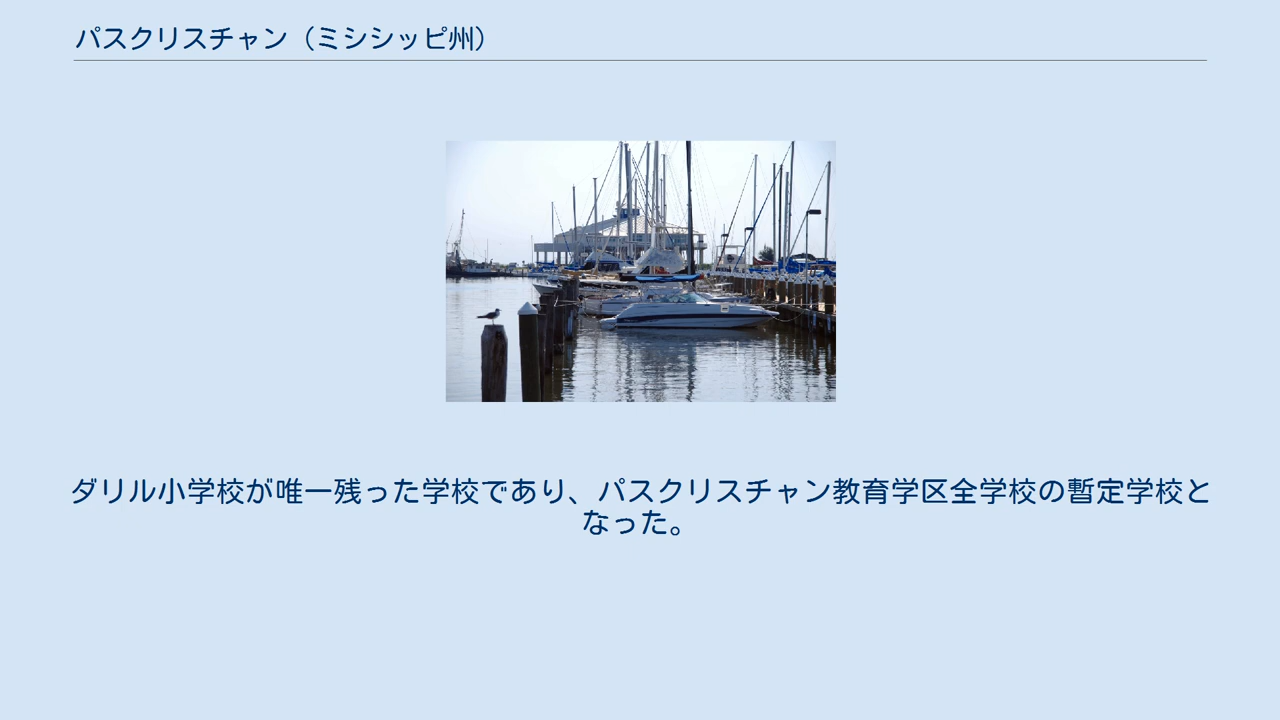 パスクリスチャン（ミシシッピ州）
ダリル小学校が唯一残った学校であり、パスクリスチャン教育学区全学校の暫定学校と
なった。